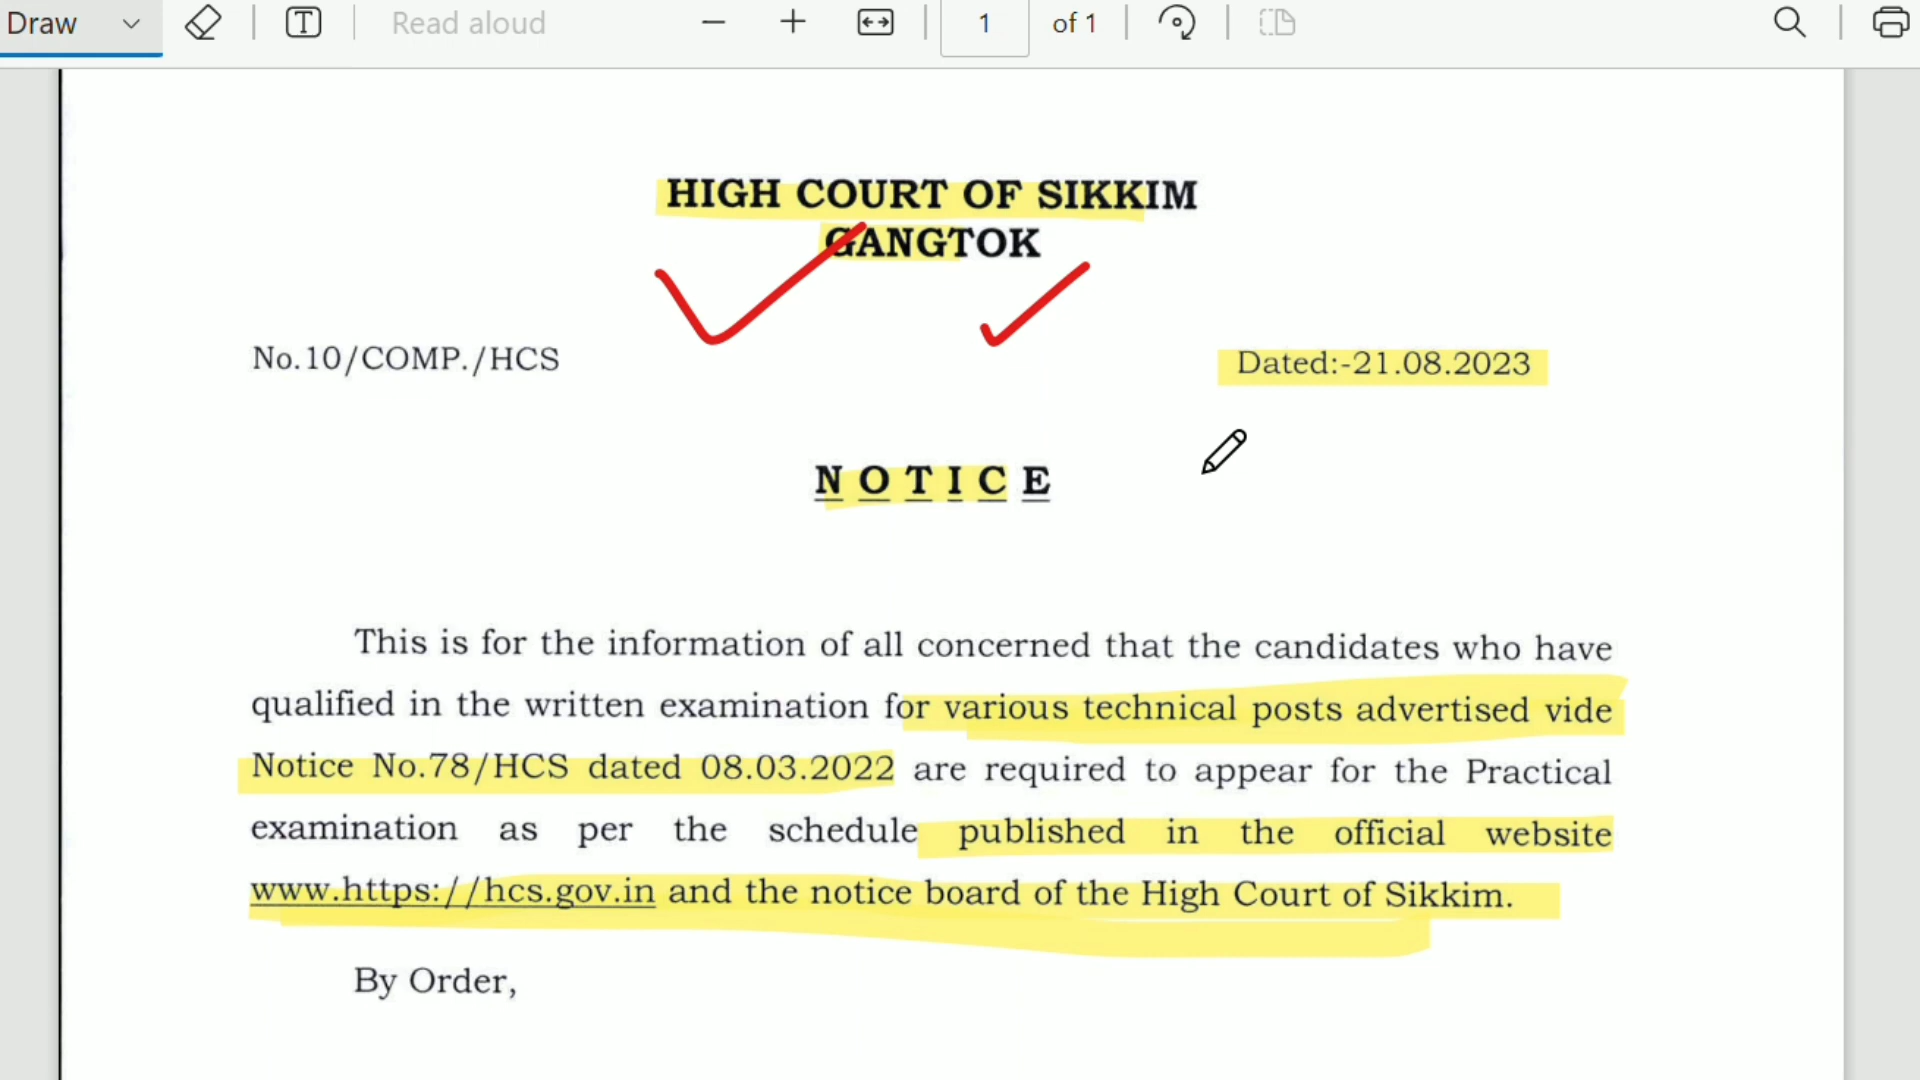 Draw
Read aloud
1 of 1
HIGH COURT OF SIKKIM
GANGTOK
No.10/COMP./HCS
Dated:-21.08.2023
NOTICE
This is for the information of all concerned that the candidates who have
qualified in the written examination for various technical posts advertised vide
Notice No.78/HCS dated 08.03.2022 are required to appear for the Practical
examination as per the schedule published in the official website
www.https://hcs.gov.in and the notice board of the High Court of Sikkim.
By Order,